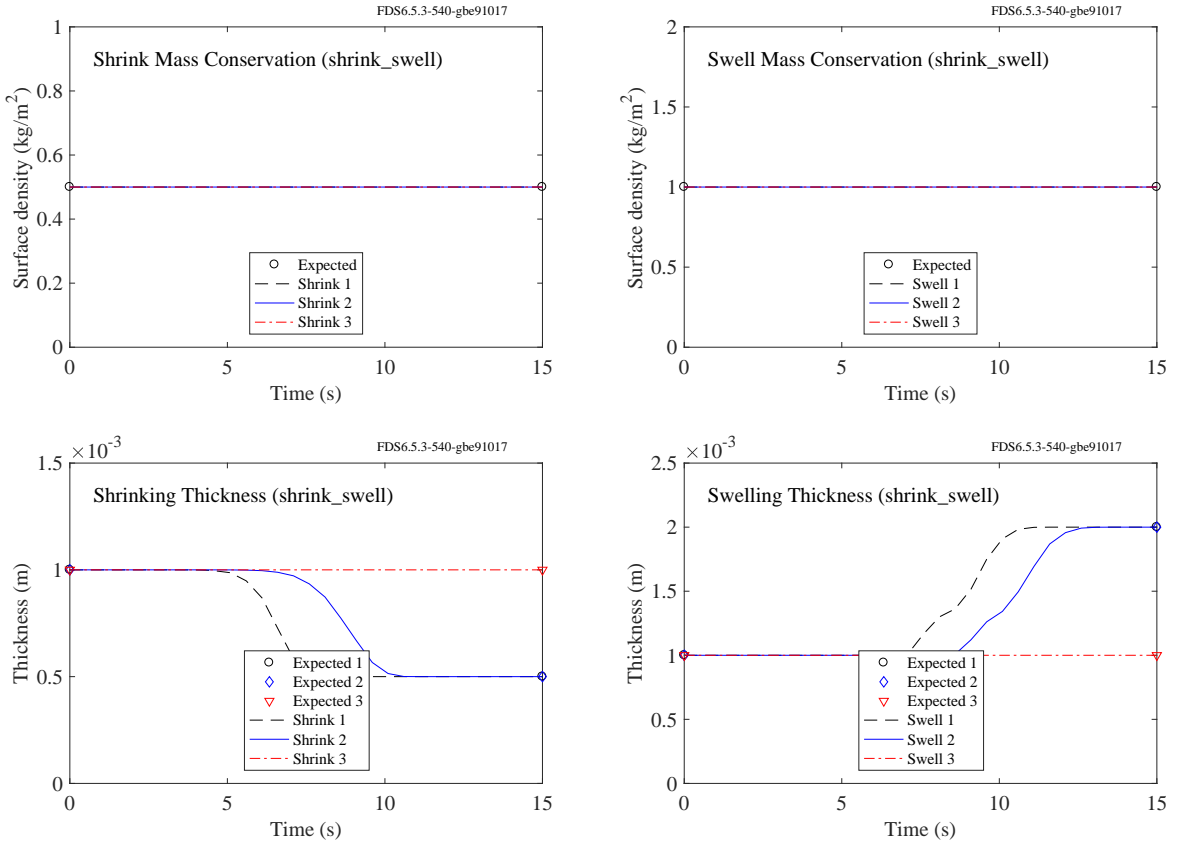 FDS6.5.3-540-gbe91017
Shrink Mass Conservation (shrink_swell)
Surface density (kg/m²)
1
0.8
0.6
0.4
0.2
0
Expected
Shrink 1
Shrink 2
Shrink 3
0 5 10 15
Time (s)
FDS6.5.3-540-gbe91017
Swell Mass Conservation (shrink_swell)
Surface density (kg/m²)
2
1.5
1
0.5
0
Expected
Swell 1
Swell 2
Swell 3
0 5 10 15
Time (s)
×10⁻³
FDS6.5.3-540-gbe91017
Shrinking Thickness (shrink_swell)
Thickness (m)
1.5
1
0.5
0
Expected 1
Expected 2
Expected 3
Shrink 1
Shrink 2
Shrink 3
0 5 10 15
Time (s)
×10⁻³
FDS6.5.3-540-gbe91017
Swelling Thickness (shrink_swell)
Thickness (m)
2.5
2
1.5
1
0.5
0
Expected 1
Expected 2
Expected 3
Swell 1
Swell 2
Swell 3
0 5 10 15
Time (s)